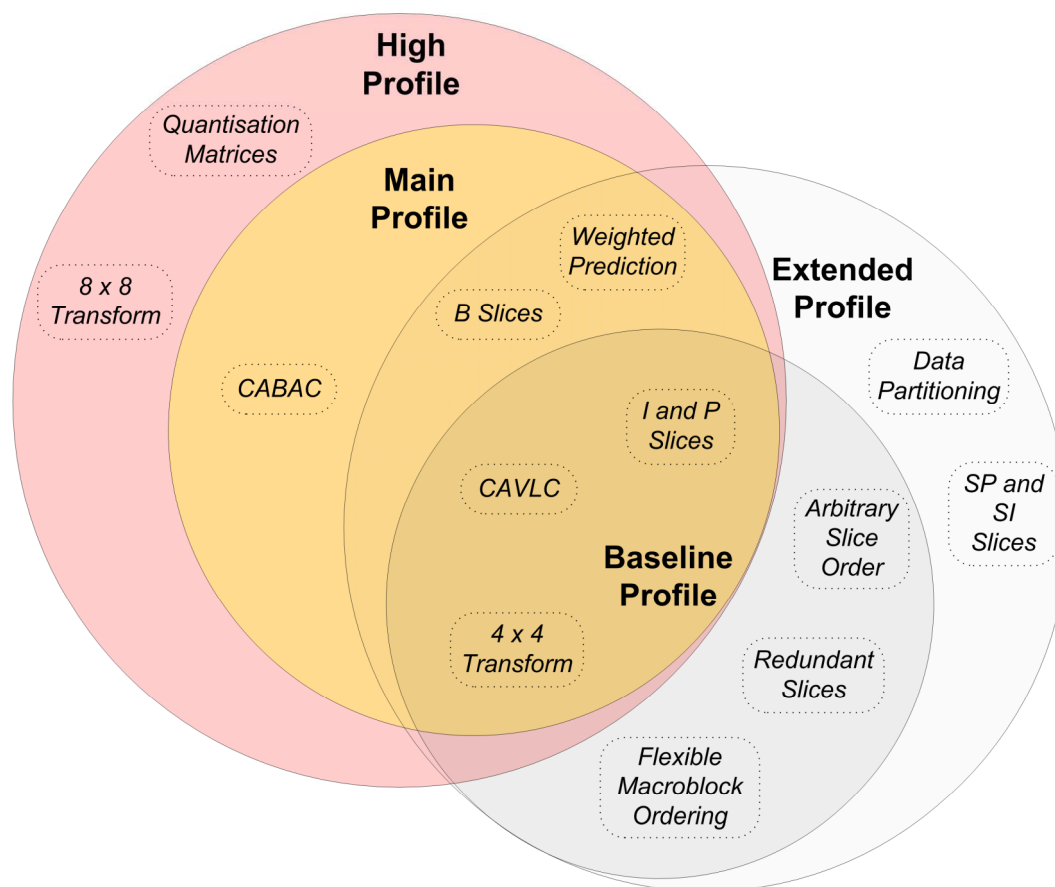 High
Profile
Quantisation
Matrices
Main
Profile
Weighted
Prediction
Extended
Profile
8 x 8
Transform
B Slices
Data
Partitioning
CABAC
I and P
Slices
CAVLC
SP and
SI
Slices
Arbitrary
Slice
Order
Baseline
Profile
4 x 4
Transform
Redundant
Slices
Flexible
Macroblock
Ordering